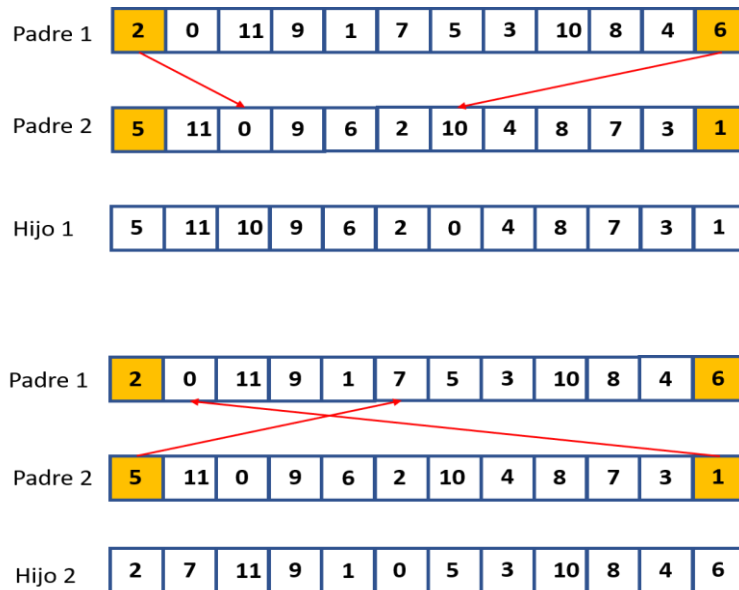 Padre 1 2 0 11 9 1 7 5 3 10 8 4 6
Padre 2 5 11 0 9 6 2 10 4 8 7 3 1
Hijo 1 5 11 10 9 6 2 0 4 8 7 3 1
Padre 1 2 0 11 9 1 7 5 3 10 8 4 6
Padre 2 5 11 0 9 6 2 10 4 8 7 3 1
Hijo 2 2 7 11 9 1 0 5 3 10 8 4 6